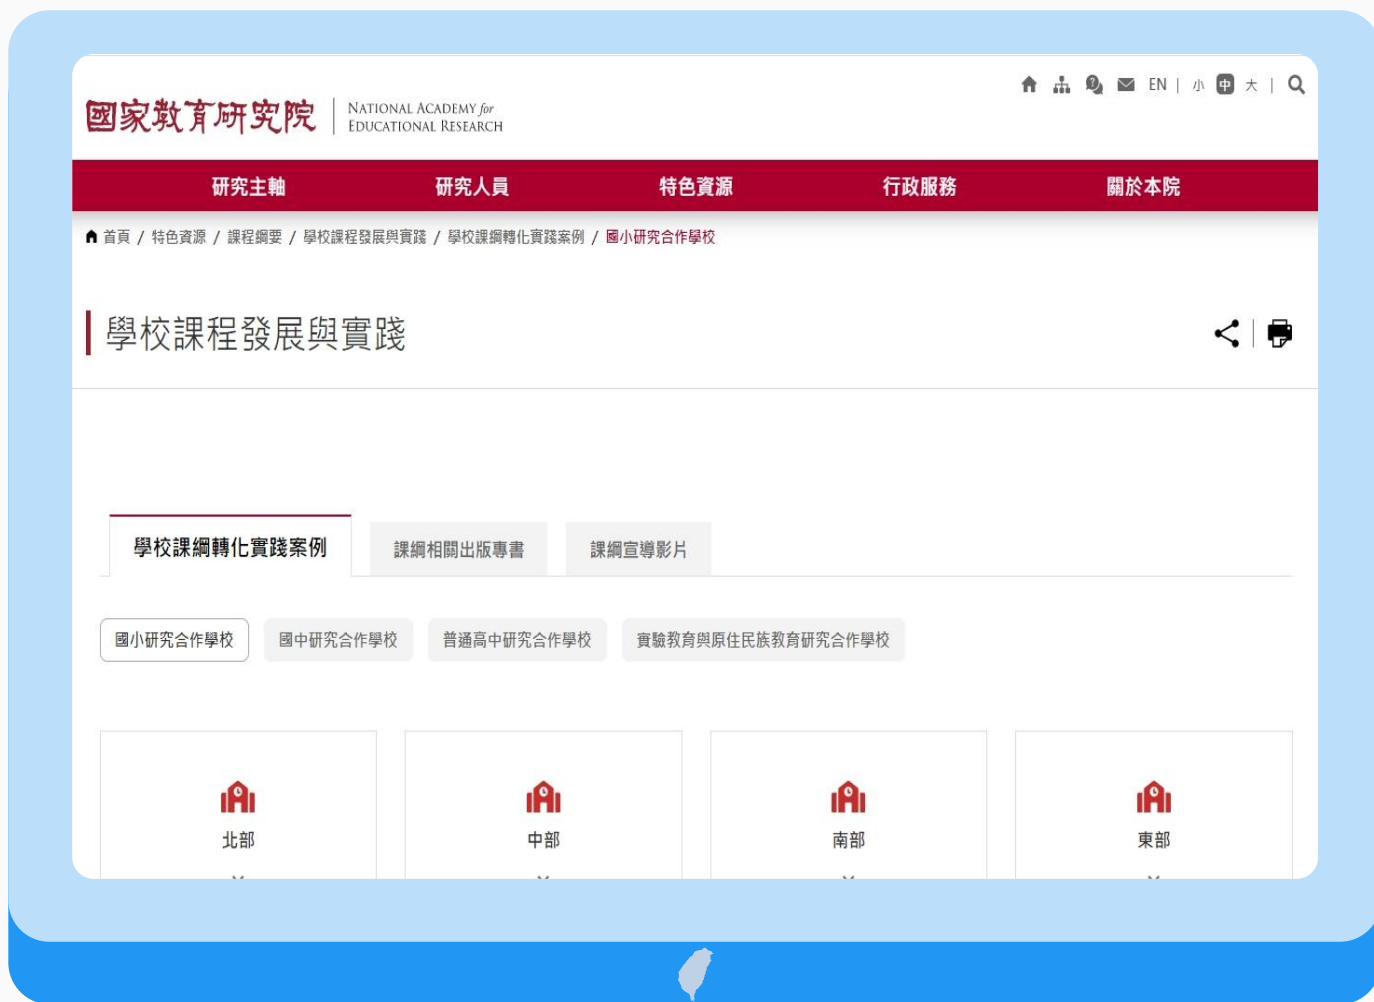 EN | 小 中 大 |
國家教育研究院
NATIONAL ACADEMY for
EDUCATIONAL RESEARCH
研究主軸 研究人員 特色資源 行政服務 關於本院
首頁 / 特色資源 / 課程綱要 / 學校課程發展與實踐 / 學校課綱轉化實踐案例 / 國小研究合作學校
學校課程發展與實踐
學校課綱轉化實踐案例 課綱相關出版專書 課綱宣導影片
國小研究合作學校 國中研究合作學校 普通高中研究合作學校 實驗教育與原住民族教育研究合作學校
北部 中部 南部 東部